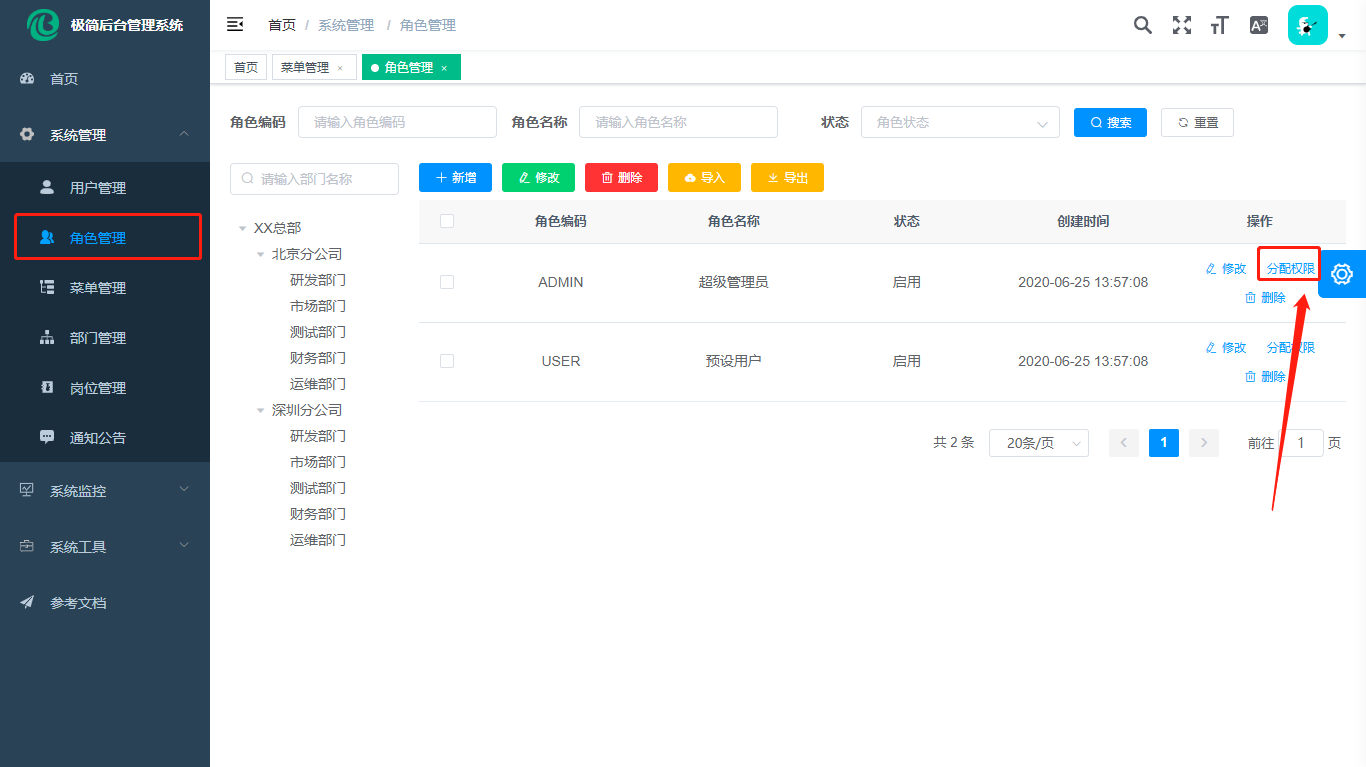 极简后台管理系统
首页
系统管理
用户管理
角色管理
菜单管理
部门管理
岗位管理
通知公告
系统监控
系统工具
参考文档
首页 / 系统管理 / 角色管理
首页 菜单管理 × 角色管理 ×
角色编码 请输入角色编码 角色名称 请输入角色名称 状态 角色状态 搜索 重置
请输入部门名称
XX总部
北京分公司
研发部门
市场部门
测试部门
财务部门
运维部门
深圳分公司
研发部门
市场部门
测试部门
财务部门
运维部门
新增 修改 删除 导入 导出
角色编码 角色名称 状态 创建时间 操作
ADMIN 超级管理员 启用 2020-06-25 13:57:08 修改 分配权限
删除
USER 预设用户 启用 2020-06-25 13:57:08 修改 分配权限
删除
共 2 条 20条/页 1 前往 1 页